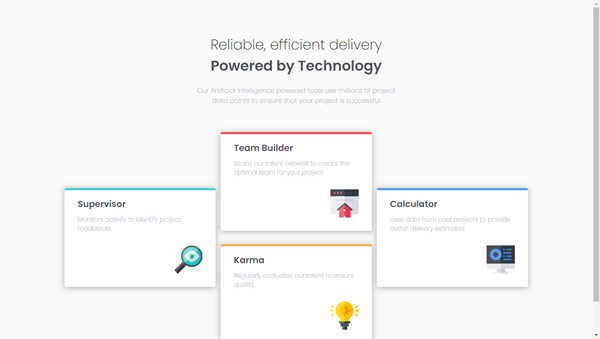 Reliable, efficient delivery
Powered by Technology
Our Artificial Intelligence powered tools use millions of project
data points to ensure that your project is successful
Team Builder
Scans our talent network to create the
optimal team for your project
Supervisor
Monitors activity to identify project
roadblocks
Calculator
Uses data from past projects to provide
better delivery estimates
Karma
Regularly evaluates our talent to ensure
quality